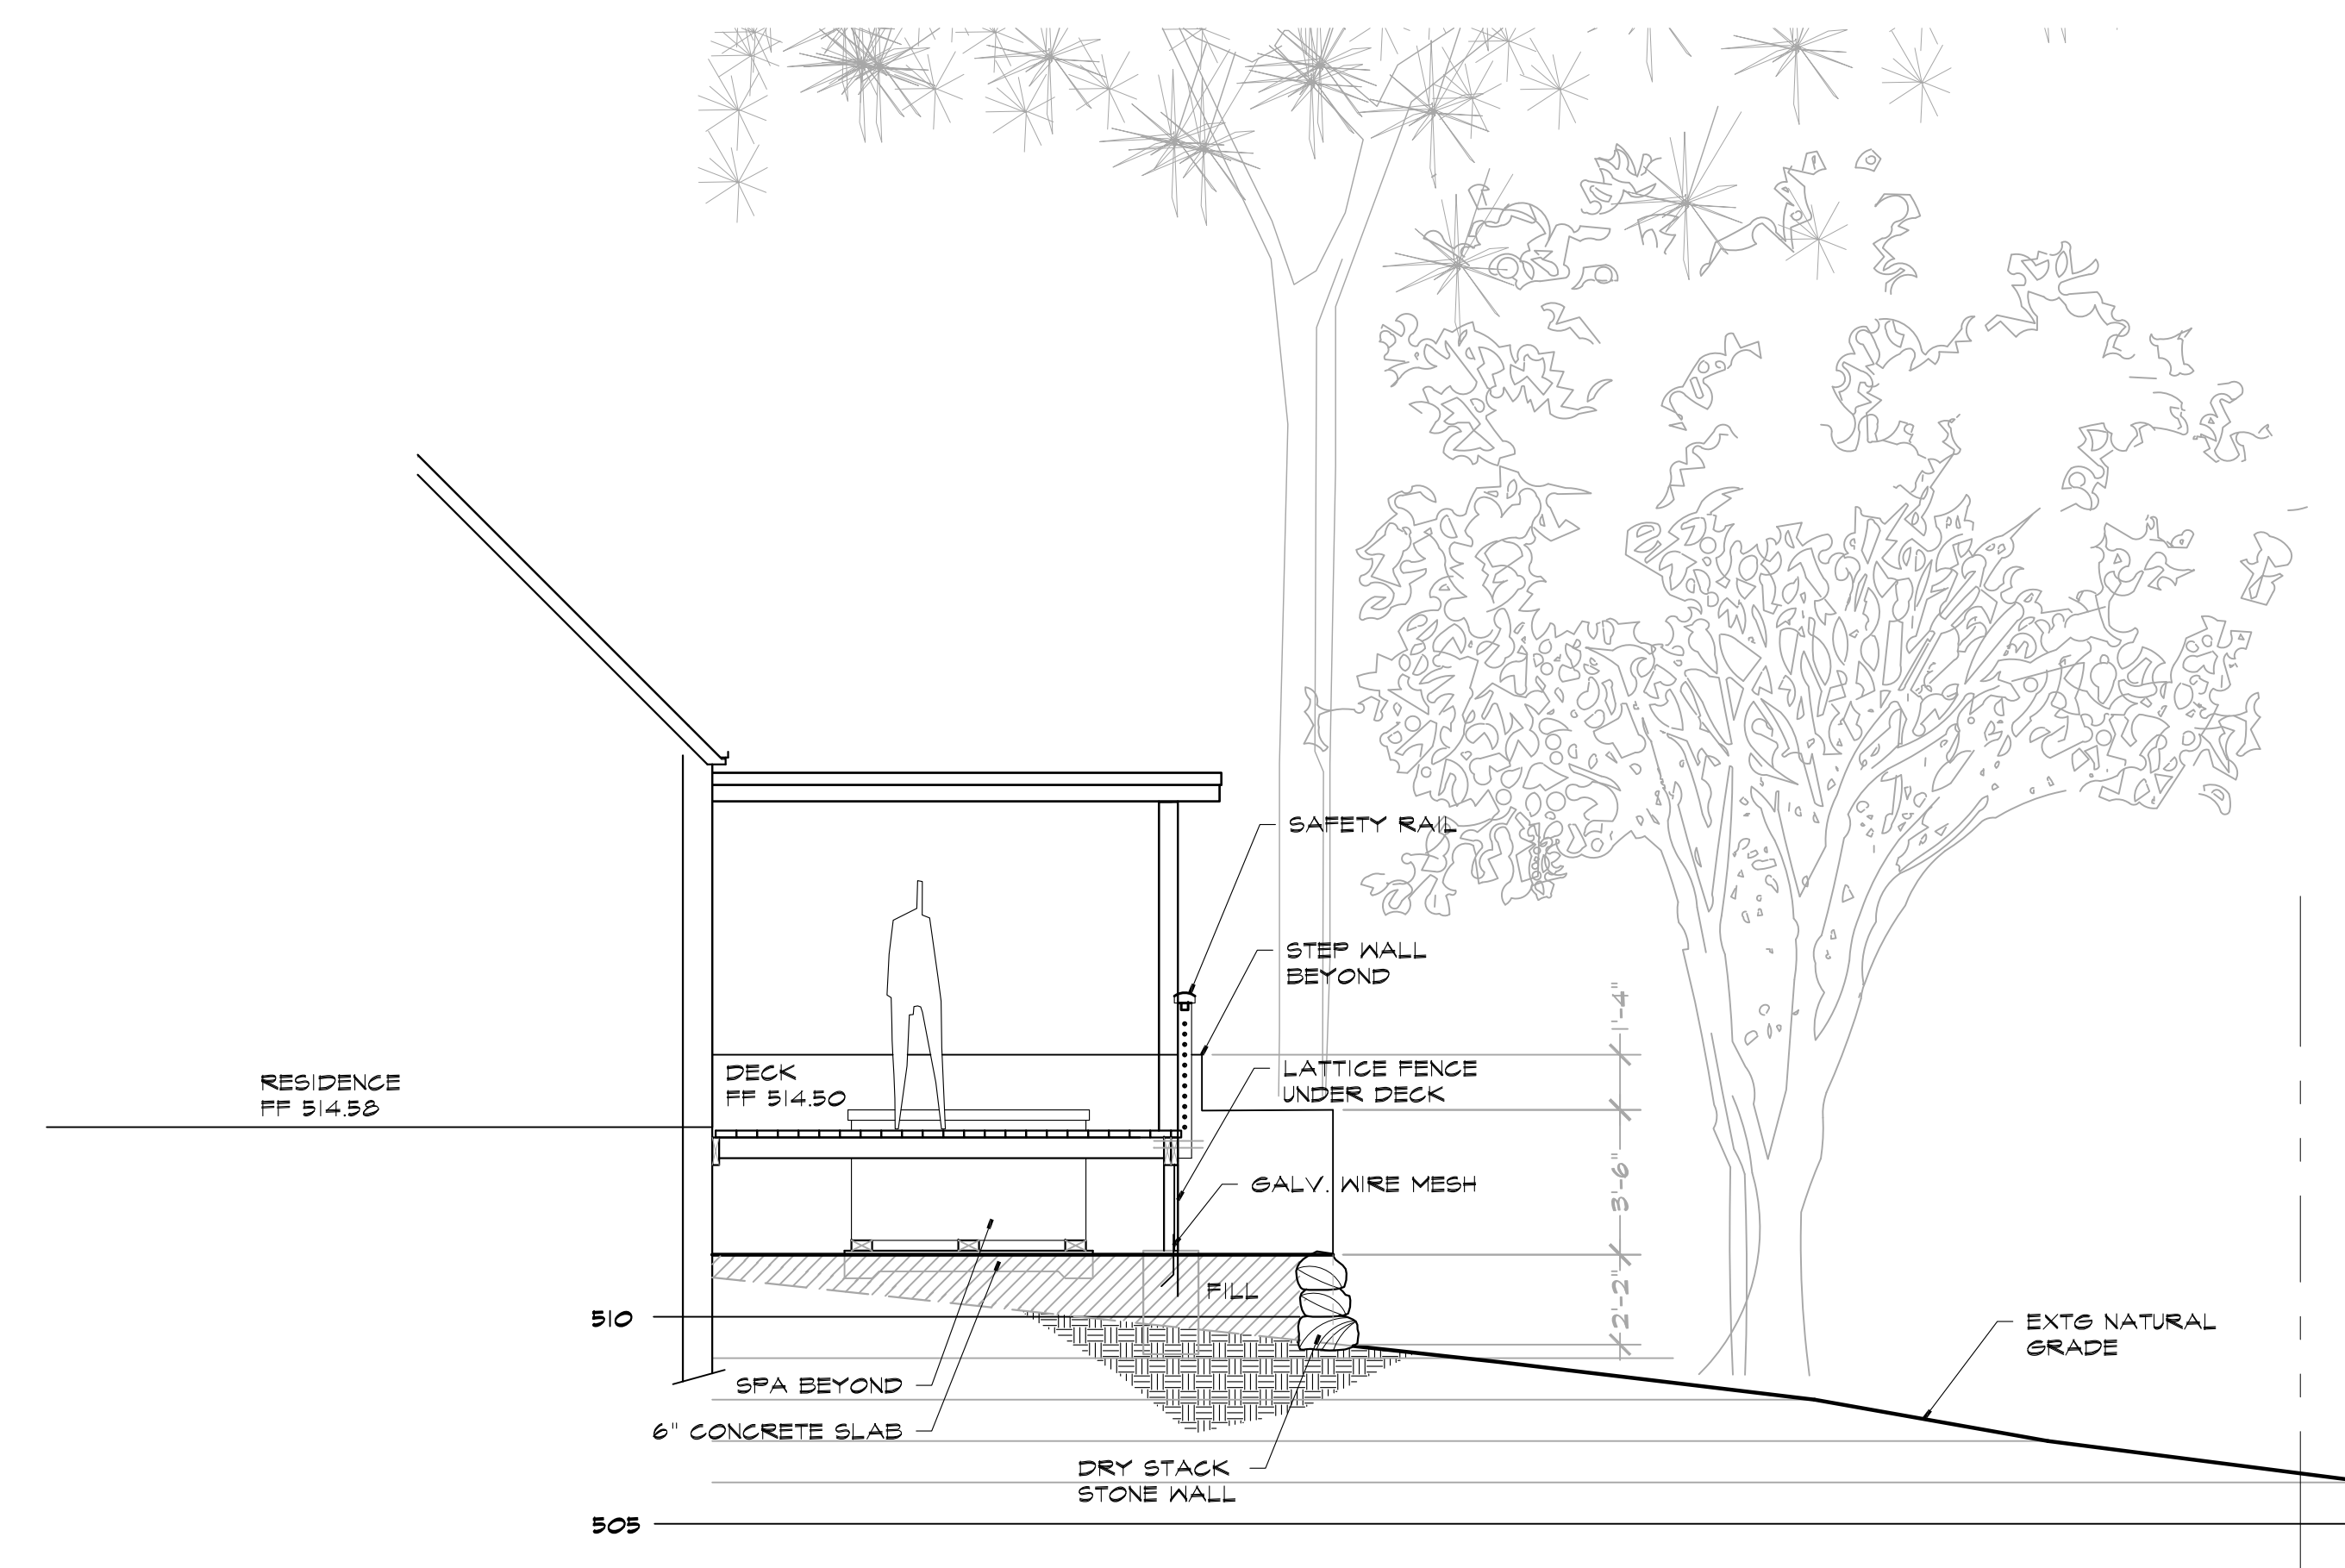 SAFETY RAIL
STEP WALL
BEYOND
1'-4"
RESIDENCE
FF 514.58
DECK
FF 514.50
LATTICE FENCE
UNDER DECK
3'-6"
GALV. WIRE MESH
FILL
2'-2"
510
EXTG NATURAL
GRADE
SPA BEYOND
6" CONCRETE SLAB
DRY STACK
STONE WALL
505